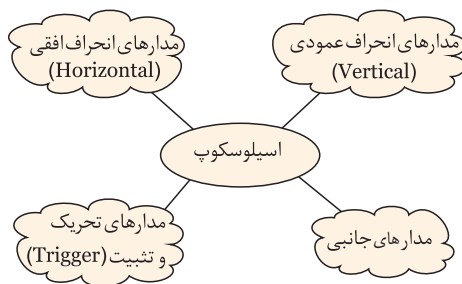 مدارهای انحراف عمودی
(Vertical)
مدارهای انحراف افقی
(Horizontal)
اسیلوسکوپ
مدارهای جانبی
مدارهای تحریک
و تثبیت (Trigger)